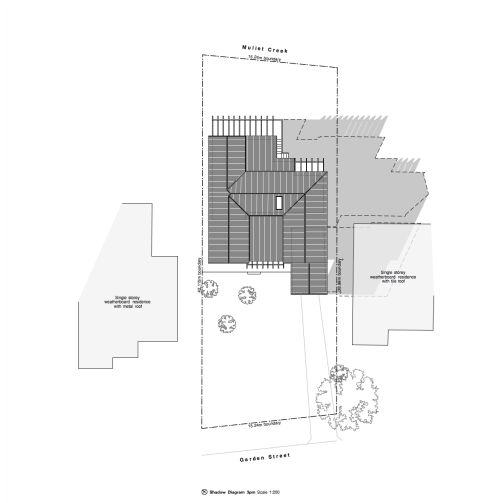 Mullet Creek
Single storey
weatherboard residence
with metal roof
Single storey
weatherboard residence
with tile roof
Garden Street
Shadow Diagram 3pm Scale 1:200